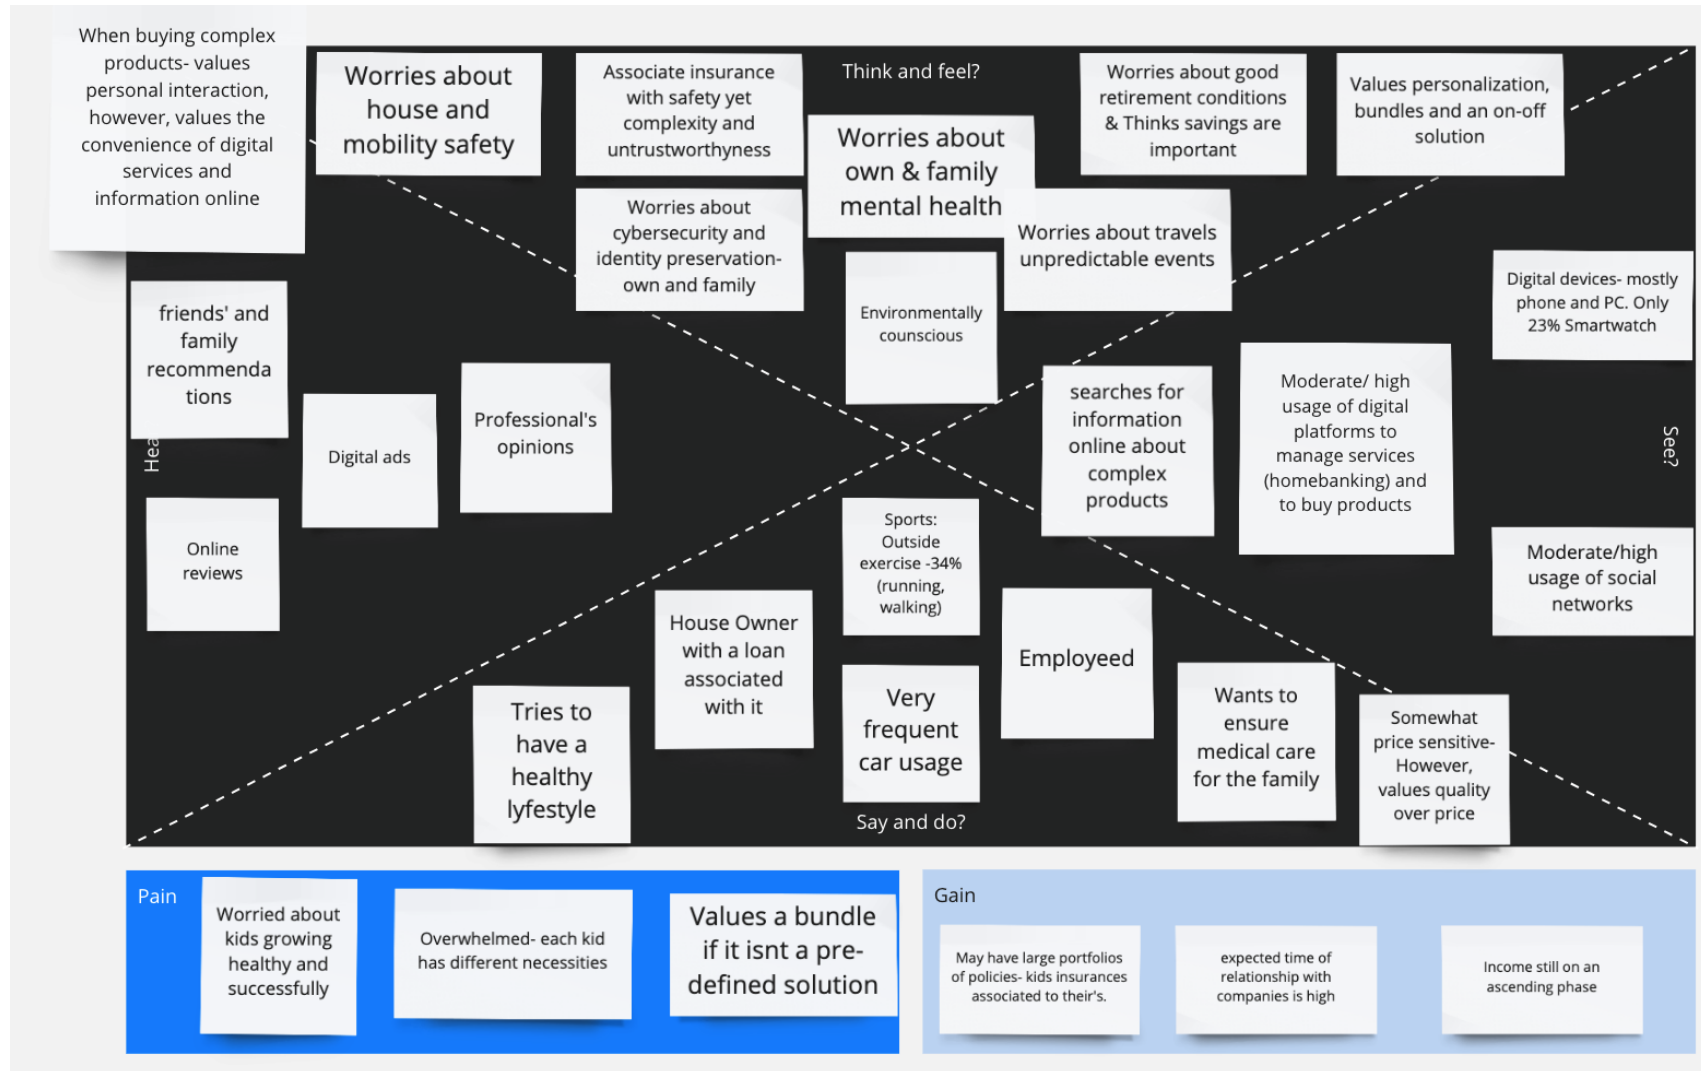 When buying complex
products- values
personal interaction,
however, values the
convenience of digital
services and
information online
Worries about
house and
mobility safety
Associate insurance
with safety yet
complexity and
untrustworthyness
Think and feel?
Worries about
own & family
mental health
Worries about good
retirement conditions
& Thinks savings are
important
Values personalization,
bundles and an on-off
solution
Worries about
cybersecurity and
identity preservation-
own and family
Worries about travels
unpredictable events
Environmentally
counscious
Digital devices- mostly
phone and PC. Only
23% Smartwatch
friends' and
family
recommenda
tions
Hea
Digital ads
Professional's
opinions
Online
reviews
searches for
information
online about
complex
products
Moderate/ high
usage of digital
platforms to
manage services
(homebanking) and
to buy products
See?
Moderate/high
usage of social
networks
Sports:
Outside
exercise -34%
(running,
walking)
House Owner
with a loan
associated
with it
Employeed
Tries to
have a
healthy
lyfestyle
Very
frequent
car usage
Wants to
ensure
medical care
for the family
Somewhat
price sensitive-
However,
values quality
over price
Say and do?
Pain
Worried about
kids growing
healthy and
successfully
Overwhelmed- each kid
has different necessities
Values a bundle
if it isnt a pre-
defined solution
Gain
May have large portfolios
of policies- kids insurances
associated to their's.
expected time of
relationship with
companies is high
Income still on an
ascending phase